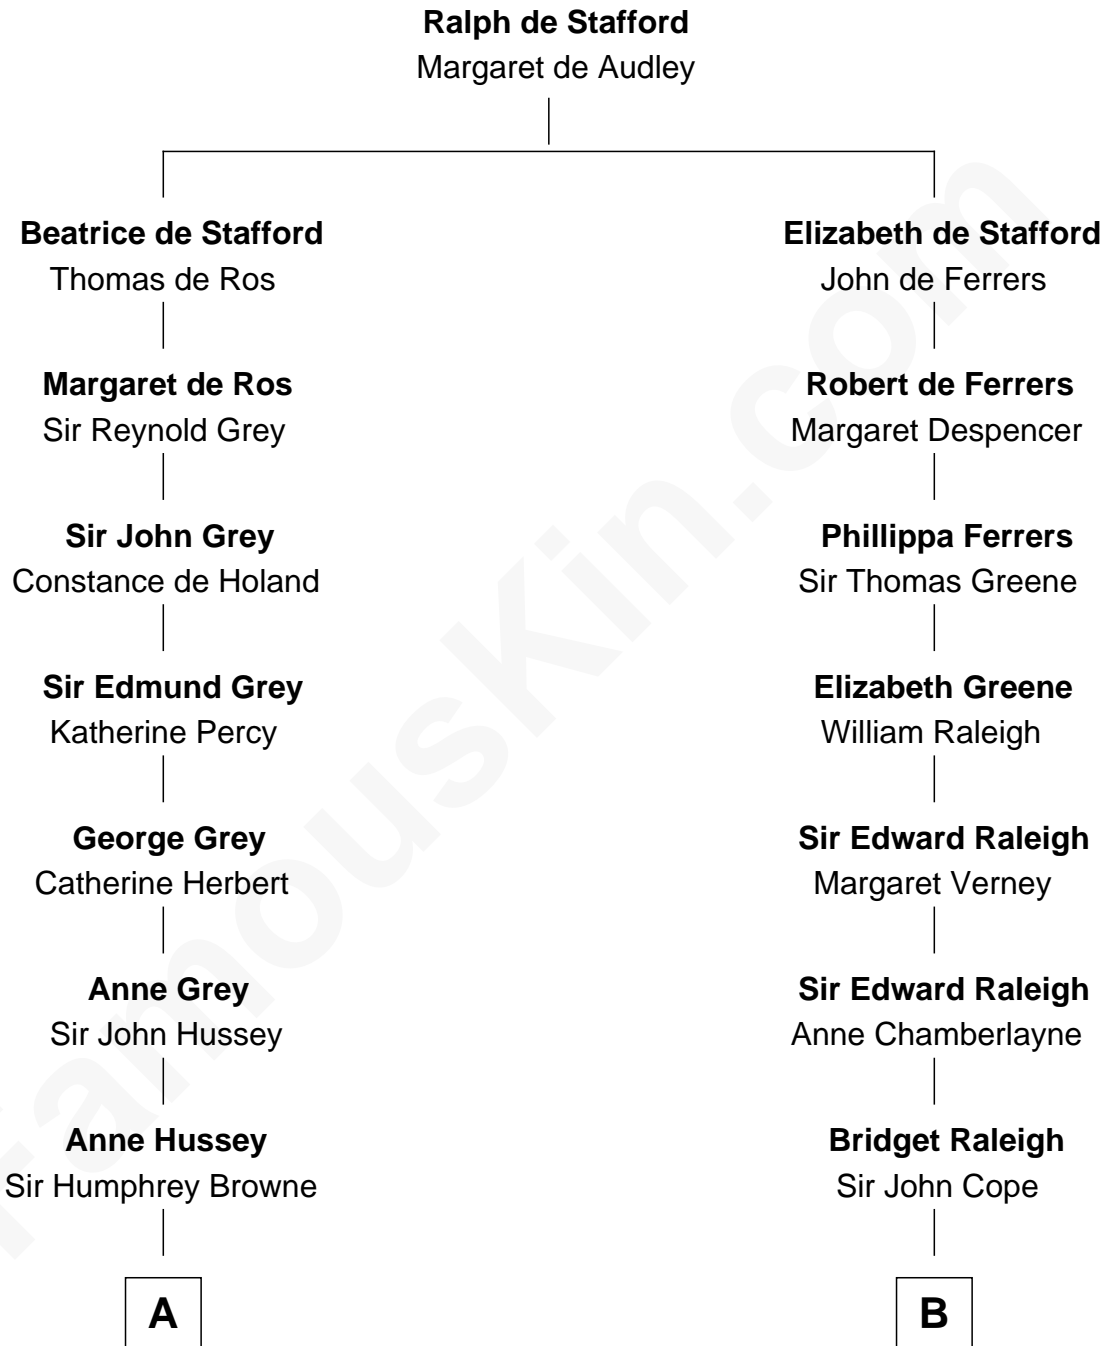 Ralph de Stafford
Margaret de Audley
Beatrice de Stafford
Thomas de Ros
Elizabeth de Stafford
John de Ferrers
Margaret de Ros
Sir Reynold Grey
Robert de Ferrers
Margaret Despencer
Sir John Grey
Constance de Holand
Phillippa Ferrers
Sir Thomas Greene
Sir Edmund Grey
Katherine Percy
Elizabeth Greene
William Raleigh
George Grey
Catherine Herbert
Sir Edward Raleigh
Margaret Verney
Anne Grey
Sir John Hussey
Sir Edward Raleigh
Anne Chamberlayne
Anne Hussey
Sir Humphrey Browne
Bridget Raleigh
Sir John Cope
A
B
FamousKin.com